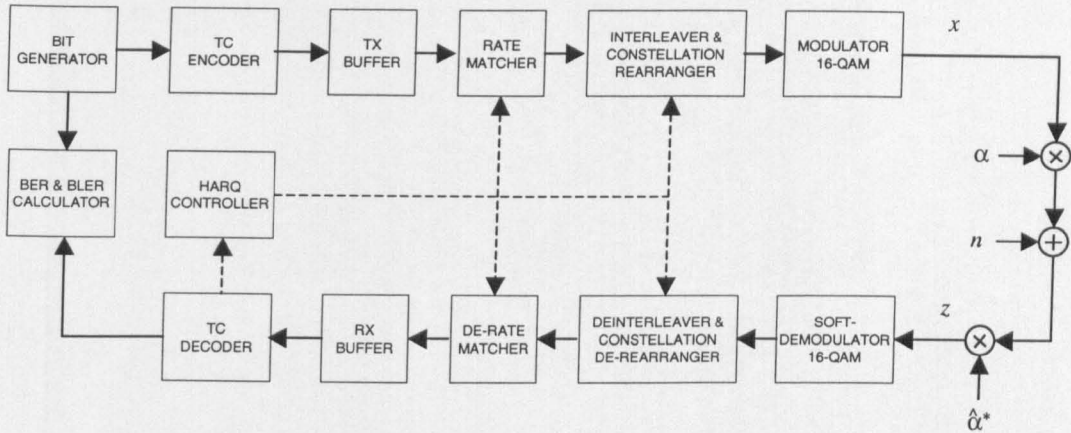 BIT
GENERATOR
TC
ENCODER
TX
BUFFER
RATE
MATCHER
INTERLEAVER &
CONSTELLATION
REARRANGER
MODULATOR
16-QAM
x
BER & BLER
CALCULATOR
HARQ
CONTROLLER
α
n
TC
DECODER
RX
BUFFER
DE-RATE
MATCHER
DEINTERLEAVER &
CONSTELLATION
DE-REARRANGER
SOFT-
DEMODULATOR
16-QAM
z
α̂*